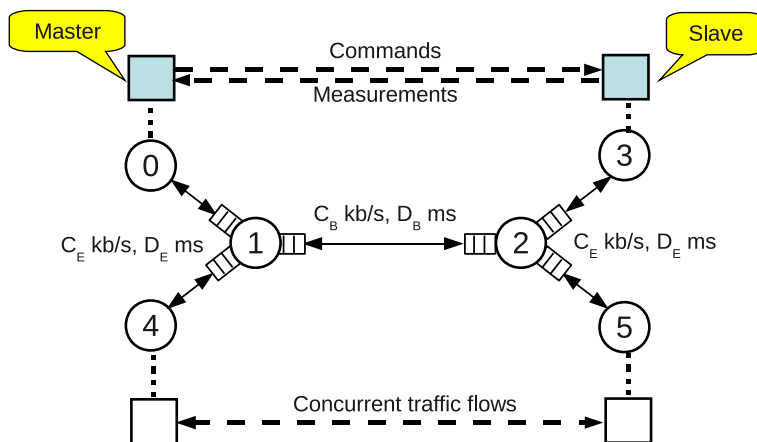 Master
Slave
Commands
Measurements
0
3
C_B kb/s, D_B ms
1
2
C_E kb/s, D_E ms
C_E kb/s, D_E ms
4
5
Concurrent traffic flows